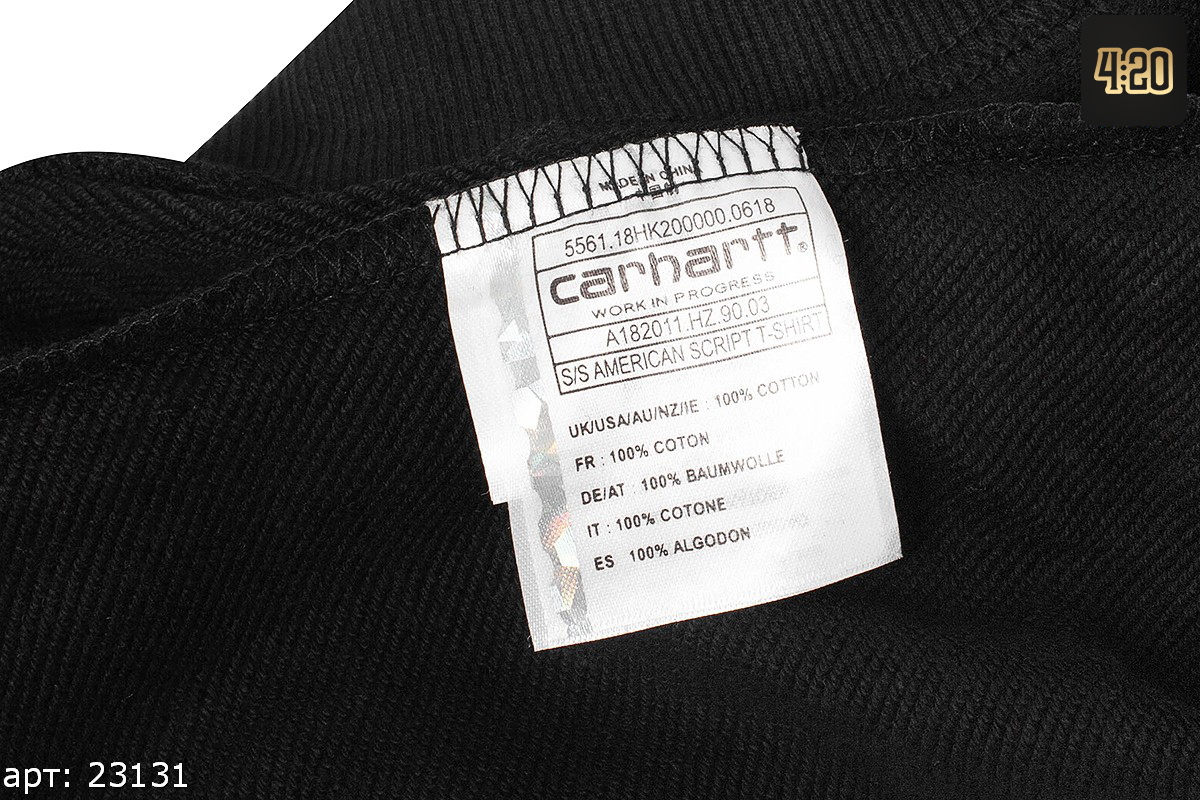 4:20
MADE IN CHINA
5561.18HK200000.0618
carhartt®
WORK IN PROGRESS
A182011.HZ.90.03
S/S AMERICAN SCRIPT T-SHIRT
UK/USA/AU/NZ/IE : 100% COTTON
FR : 100% COTON
DE/AT : 100% BAUMWOLLE
IT : 100% COTONE
ES 100% ALGODON
арт: 23131